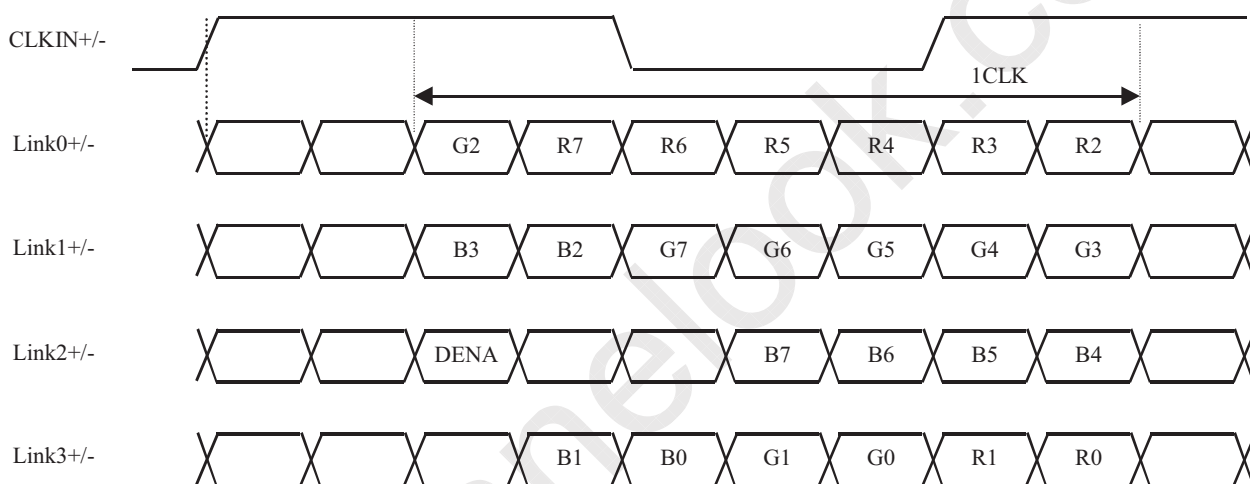 CLKIN+/-
1CLK
Link0+/- G2 R7 R6 R5 R4 R3 R2
Link1+/- B3 B2 G7 G6 G5 G4 G3
Link2+/- DENA B7 B6 B5 B4
Link3+/- B1 B0 G1 G0 R1 R0
nelook.c